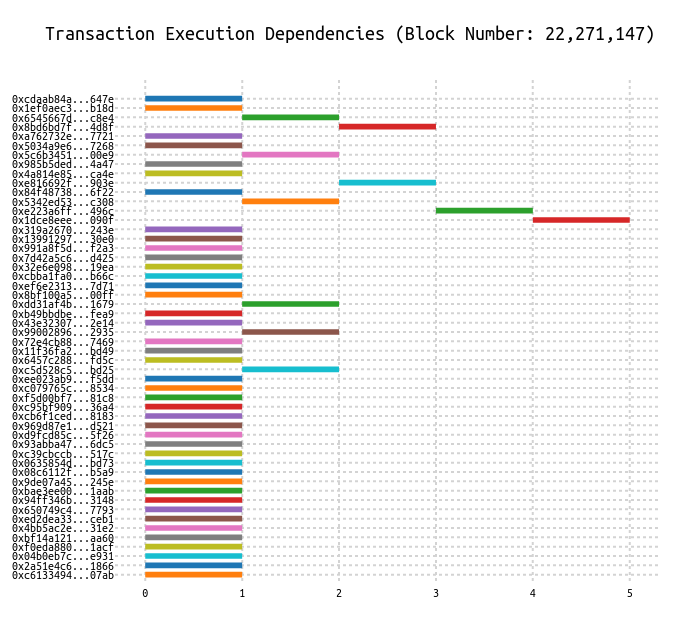 Transaction Execution Dependencies (Block Number: 22,271,147)
0xcdaab84a...647e
0x1ef0aec3...b18d
0x6545667d...c8e4
0x8bd6bd7f...4d8f
0xa762732e...7721
0x5034a9e6...7268
0x5c6b3451...00e9
0x985b5ded...4a47
0x4a814e85...ca4e
0xe816692f...903e
0x84f48738...6f22
0x5342ed53...c308
0xe223a6ff...496c
0x1dce8eee...090f
0x319a2670...243e
0x13991297...30e0
0x991a8f5d...f2a3
0x7d42a5c6...d425
0x32e6e098...19ea
0xcbba1fa0...b66c
0xef6e2313...7d71
0x8bf100a5...00ff
0xdd31af4b...1679
0xb49bbdbe...fea9
0x43e32307...2e14
0x99002896...2935
0x72e4cb88...7469
0x11f36fa2...bd49
0x6457c288...fd5c
0xc5d528c5...bd25
0xee023ab9...f5dd
0xc079765c...8534
0xf5d00bf7...81c8
0xc95bf909...36a4
0xcb6f1ced...8183
0x969d87e1...d521
0xd9fcd85c...5f26
0x93abba47...6dc5
0xc39cbccb...517c
0x0635854d...bd73
0x08c6112f...b5a9
0x9de07a45...245e
0xbae3ee00...1aab
0x94ff346b...3148
0x650749c4...7793
0xed2dea33...ceb1
0x4bb5ac2e...31e2
0xbf14a121...aa60
0xf0eda880...1acf
0x04b0eb7c...e931
0x2a51e4c6...1866
0xc6133494...07ab
0 1 2 3 4 5